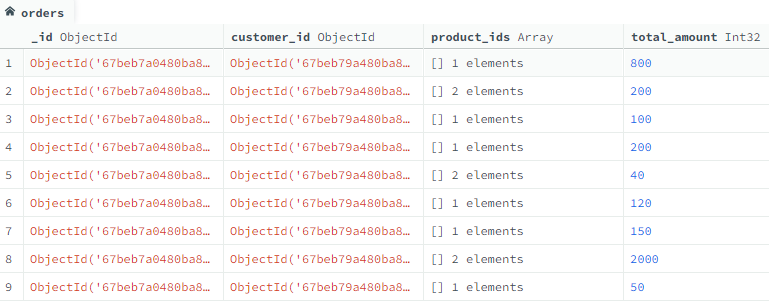 orders
_id ObjectId customer_id ObjectId product_ids Array total_amount Int32
1 ObjectId('67beb7a0480ba8… ObjectId('67beb79a480ba8… [] 1 elements 800
2 ObjectId('67beb7a0480ba8… ObjectId('67beb79a480ba8… [] 2 elements 200
3 ObjectId('67beb7a0480ba8… ObjectId('67beb79a480ba8… [] 1 elements 100
4 ObjectId('67beb7a0480ba8… ObjectId('67beb79a480ba8… [] 1 elements 200
5 ObjectId('67beb7a0480ba8… ObjectId('67beb79a480ba8… [] 2 elements 40
6 ObjectId('67beb7a0480ba8… ObjectId('67beb79a480ba8… [] 1 elements 120
7 ObjectId('67beb7a0480ba8… ObjectId('67beb79a480ba8… [] 1 elements 150
8 ObjectId('67beb7a0480ba8… ObjectId('67beb79a480ba8… [] 2 elements 2000
9 ObjectId('67beb7a0480ba8… ObjectId('67beb79a480ba8… [] 1 elements 50